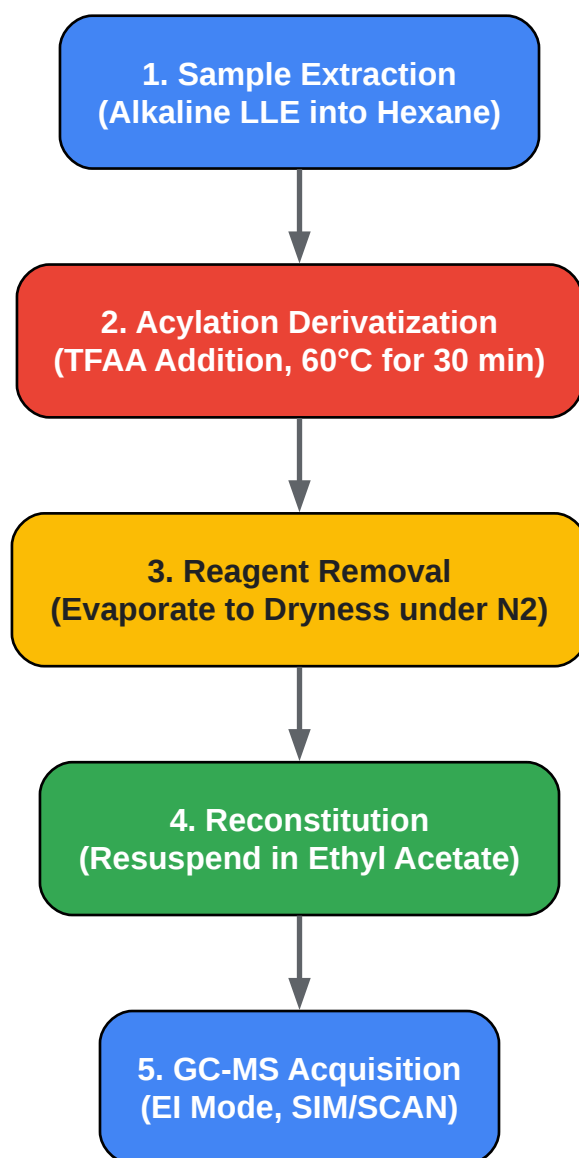 1. Sample Extraction
(Alkaline LLE into Hexane)
2. Acylation Derivatization
(TFAA Addition, 60°C for 30 min)
3. Reagent Removal
(Evaporate to Dryness under N2)
4. Reconstitution
(Resuspend in Ethyl Acetate)
5. GC-MS Acquisition
(EI Mode, SIM/SCAN)